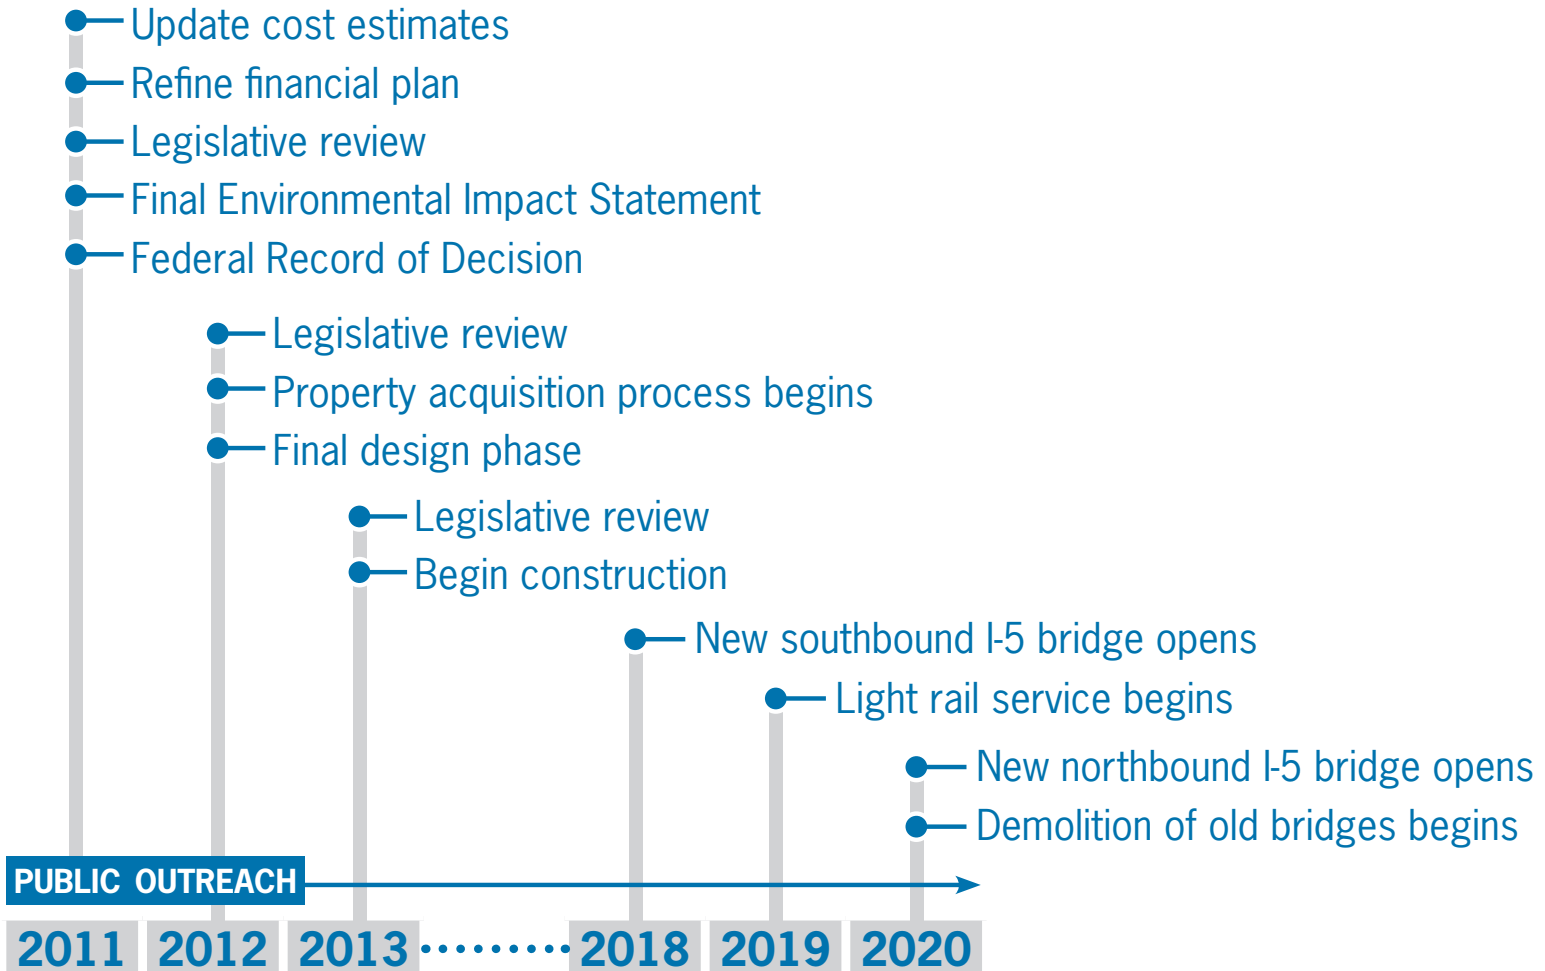 Update cost estimates
Refine financial plan
Legislative review
Final Environmental Impact Statement
Federal Record of Decision
Legislative review
Property acquisition process begins
Final design phase
Legislative review
Begin construction
New southbound I-5 bridge opens
Light rail service begins
New northbound I-5 bridge opens
Demolition of old bridges begins
PUBLIC OUTREACH
2011 2012 2013 2018 2019 2020